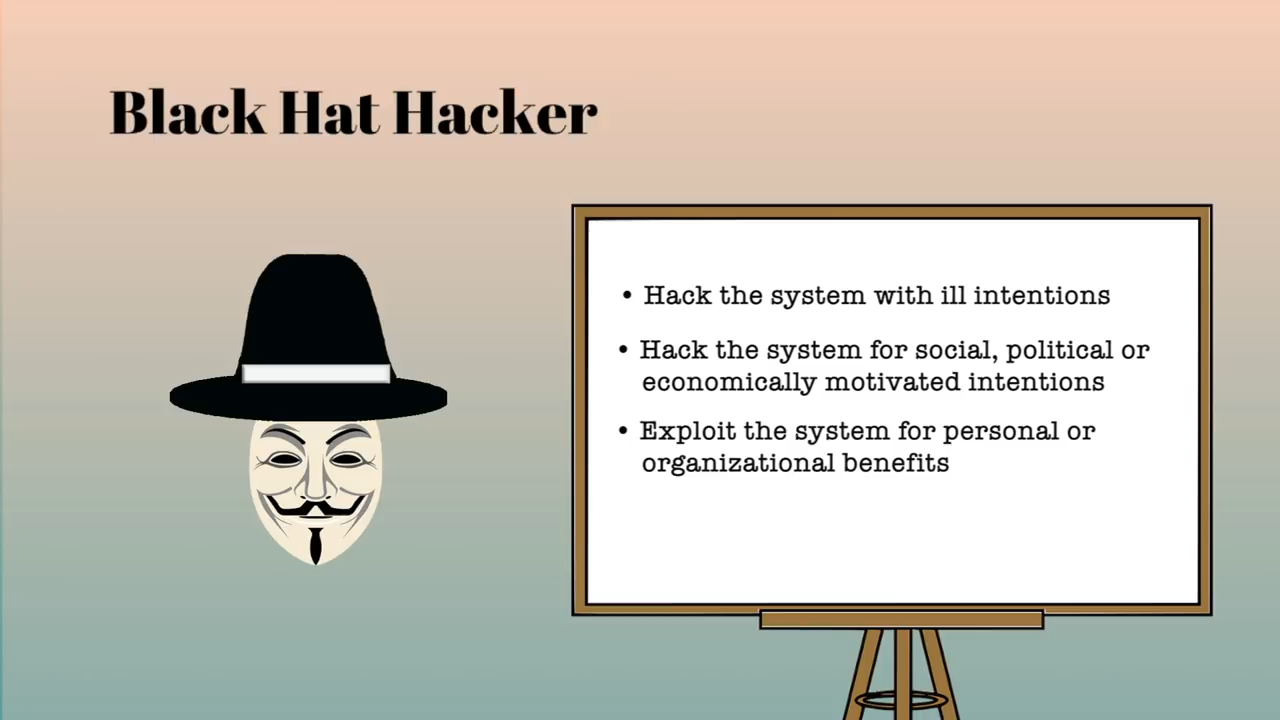 Black Hat Hacker
• Hack the system with ill intentions
• Hack the system for social, political or
economically motivated intentions
• Exploit the system for personal or
organizational benefits